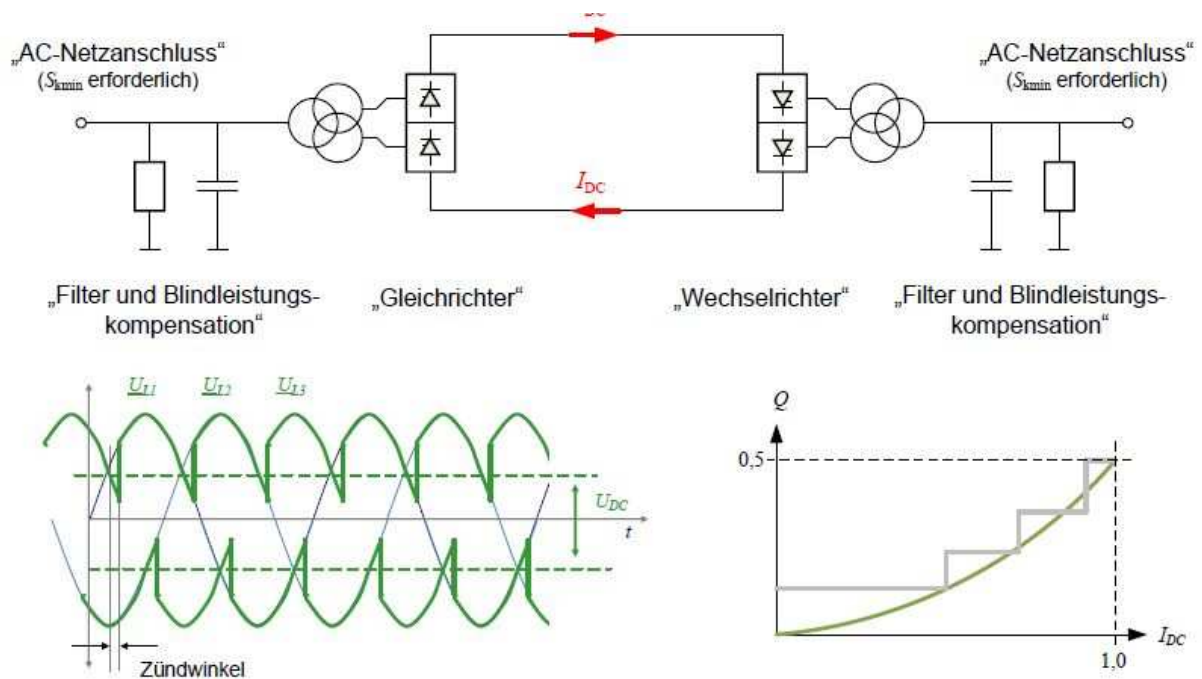 DC
„AC-Netzanschluss“
(Skmin erforderlich)
„AC-Netzanschluss“
(Skmin erforderlich)
IDC
„Filter und Blindleistungs-
kompensation“
„Gleichrichter“
„Wechselrichter“
„Filter und Blindleistungs-
kompensation“
UL1
UL2
UL3
UDC
t
Zündwinkel
Q
0,5
IDC
1,0